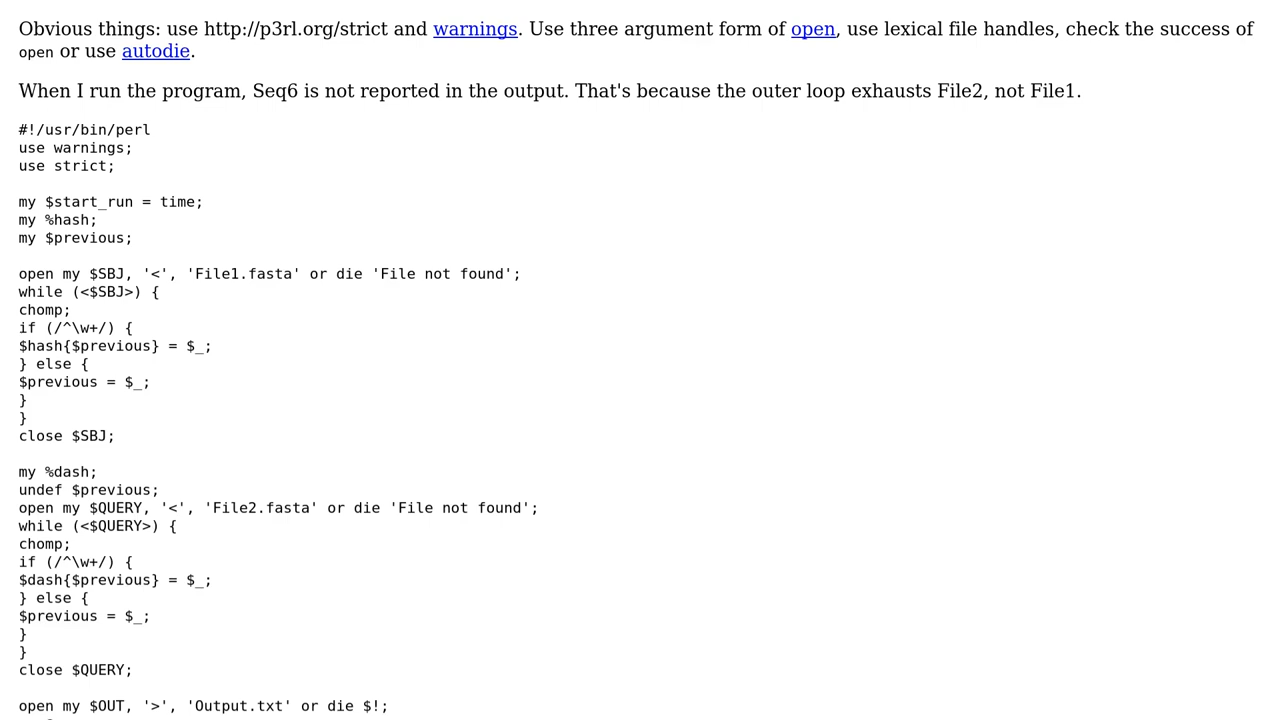 Obvious things: use http://p3rl.org/strict and warnings. Use three argument form of open, use lexical file handles, check the success of
open or use autodie.
When I run the program, Seq6 is not reported in the output. That's because the outer loop exhausts File2, not File1.
#!/usr/bin/perl
use warnings;
use strict;
my $start_run = time;
my %hash;
my $previous;
open my $SBJ, '<', 'File1.fasta' or die 'File not found';
while (<$SBJ>) {
chomp;
if (/^\w+/) {
$hash{$previous} = $_;
} else {
$previous = $_;
}
}
close $SBJ;
my %dash;
undef $previous;
open my $QUERY, '<', 'File2.fasta' or die 'File not found';
while (<$QUERY>) {
chomp;
if (/^\w+/) {
$dash{$previous} = $_;
} else {
$previous = $_;
}
}
close $QUERY;
open my $OUT, '>', 'Output.txt' or die $!;